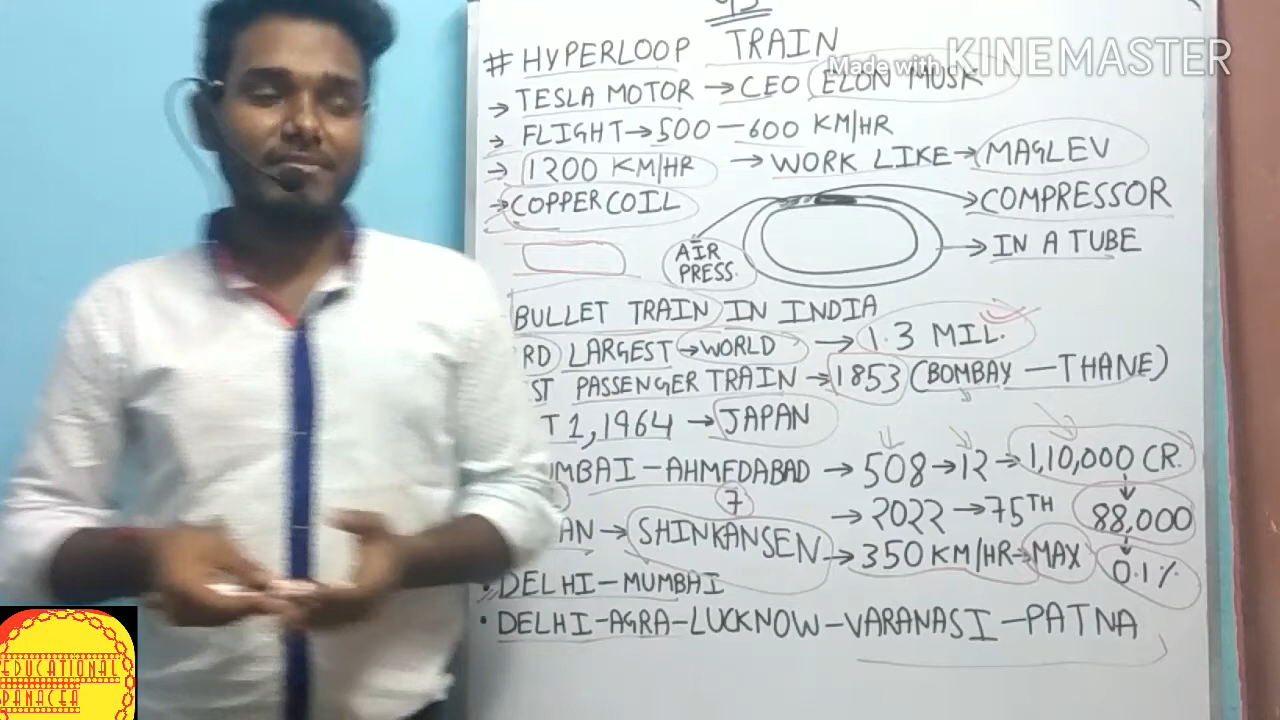 # HYPERLOOP TRAIN
Made with KINEMASTER
→ TESLA MOTOR → CEO ELON MUSK
→ FLIGHT → 500 — 600 KM/HR
→ 1200 KM/HR → WORK LIKE → MAGLEV
→ COPPER COIL → COMPRESSOR
AIR PRESS. → IN A TUBE
BULLET TRAIN IN INDIA
RD LARGEST → WORLD → 1.3 MIL.
ST PASSENGER TRAIN → 1853 (BOMBAY — THANE)
T 1, 1964 → JAPAN
MBAI – AHMEDABAD → 508 → 12 → 1,10,000 CR.
7 → 2022 → 75TH 88,000
AN → SHINKANSEN → 350 KM/HR → MAX 0.1%
• DELHI – MUMBAI
• DELHI-AGRA-LUCKNOW–VARANASI–PATNA
EDUCATIONAL
PANACEA